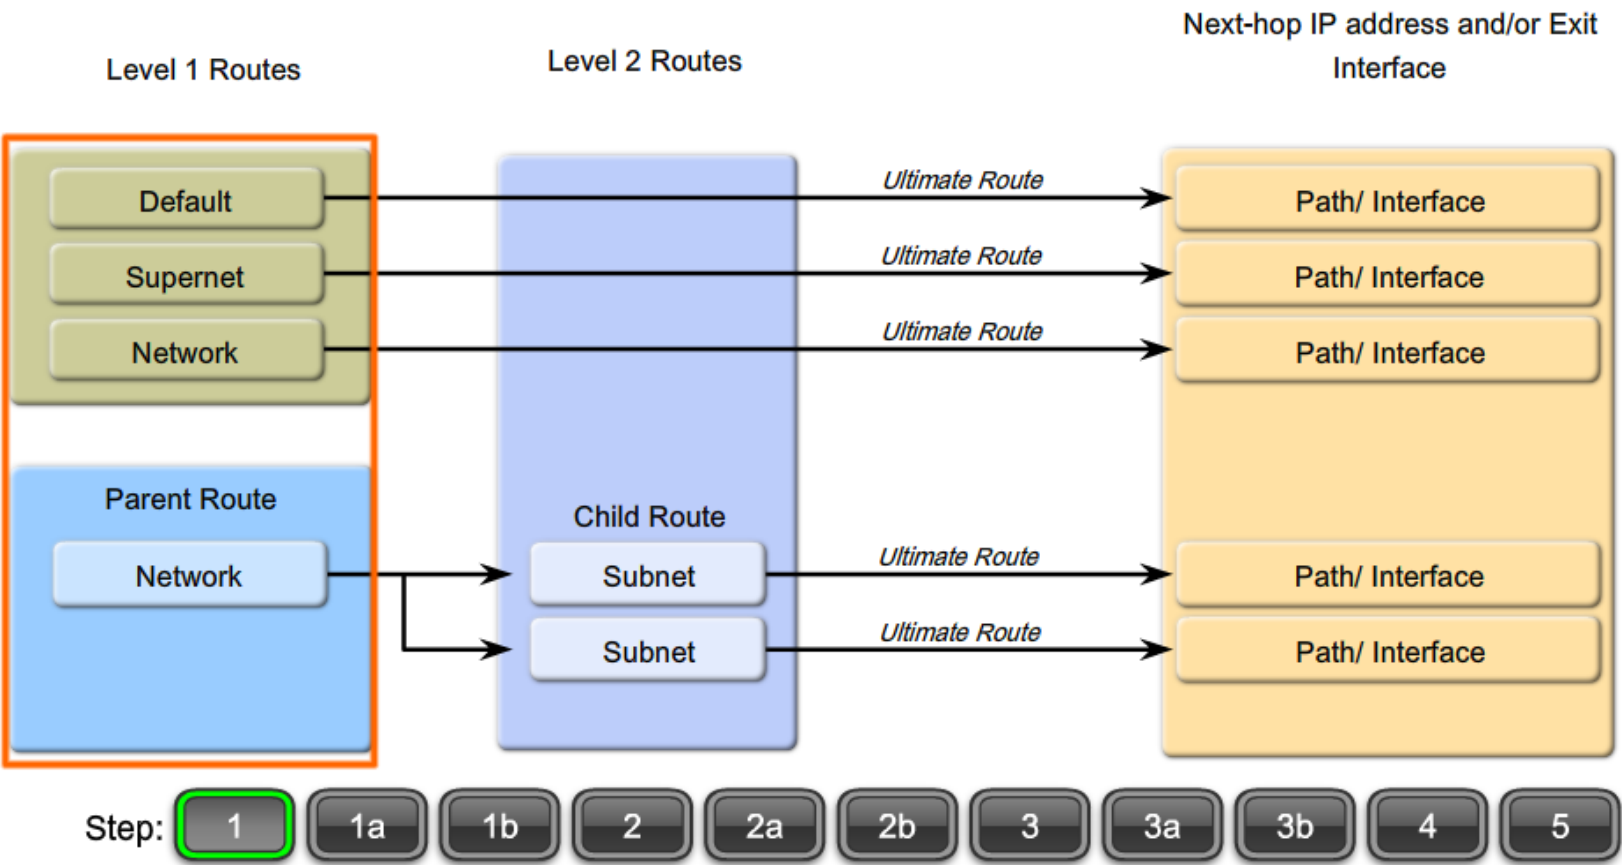 Level 1 Routes
Level 2 Routes
Next-hop IP address and/or Exit
Interface
Default
Ultimate Route
Path/ Interface
Supernet
Ultimate Route
Path/ Interface
Network
Ultimate Route
Path/ Interface
Parent Route
Child Route
Network
Subnet
Ultimate Route
Path/ Interface
Subnet
Ultimate Route
Path/ Interface
Step: 1 1a 1b 2 2a 2b 3 3a 3b 4 5